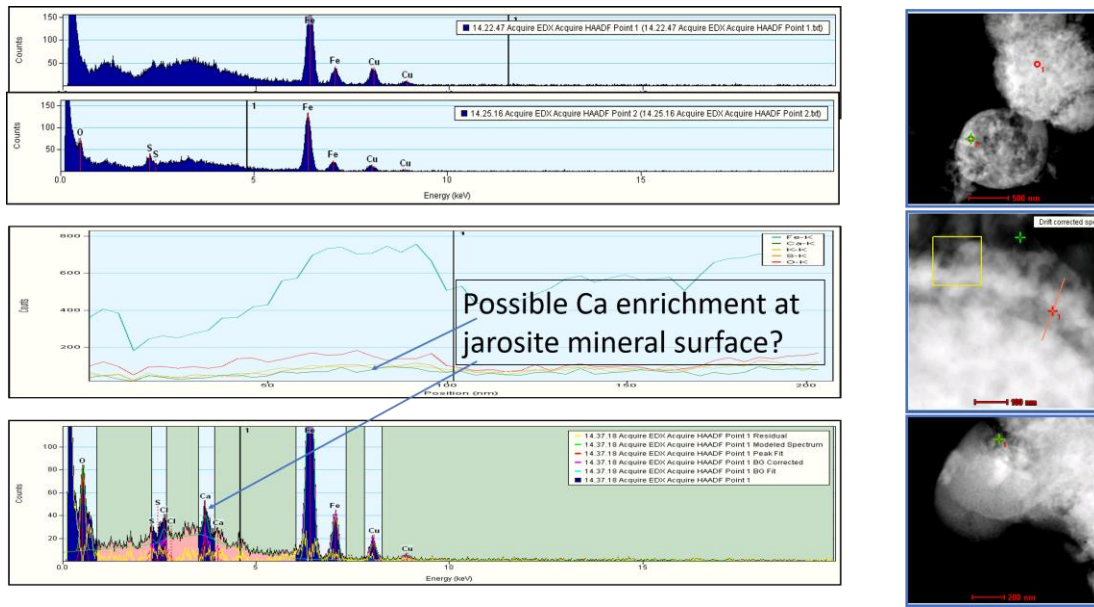 150
100
50
Counts
Fe
Fe
Cu
Cu
1
14.22.47 Acquire EDX Acquire HAADF Point 1 (14.22.47 Acquire EDX Acquire HAADF Point 1.txt)
150
100
50
Counts
O
S
S
Fe
Fe
Cu
Cu
1
14.25.16 Acquire EDX Acquire HAADF Point 2 (14.25.16 Acquire EDX Acquire HAADF Point 2.txt)
0.0 5 10 15
Energy (keV)
1
500 nm
800
600
400
200
Counts
1
Fe-K
Ca-K
K-K
S-K
O-K
Possible Ca enrichment at
jarosite mineral surface?
50 100 150 200
Position (nm)
Drift corrected spe
1
100 nm
100
80
60
40
20
Counts
O
S
S
Cl
Cl
Ca
Ca
1
Fe
Fe
Cu
Cu
14.37.18 Acquire EDX Acquire HAADF Point 1 Residual
14.37.18 Acquire EDX Acquire HAADF Point 1 Modeled Spectrum
14.37.18 Acquire EDX Acquire HAADF Point 1 Peak Fit
14.37.18 Acquire EDX Acquire HAADF Point 1 BG Corrected
14.37.18 Acquire EDX Acquire HAADF Point 1 BG Fit
14.37.18 Acquire EDX Acquire HAADF Point 1
0.0 5 10 15
Energy (keV)
200 nm